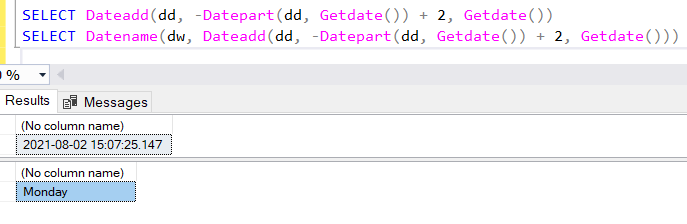 SELECT Dateadd(dd, -Datepart(dd, Getdate()) + 2, Getdate())
SELECT Datename(dw, Dateadd(dd, -Datepart(dd, Getdate()) + 2, Getdate()))
%
Results Messages
(No column name)
2021-08-02 15:07:25.147
(No column name)
Monday